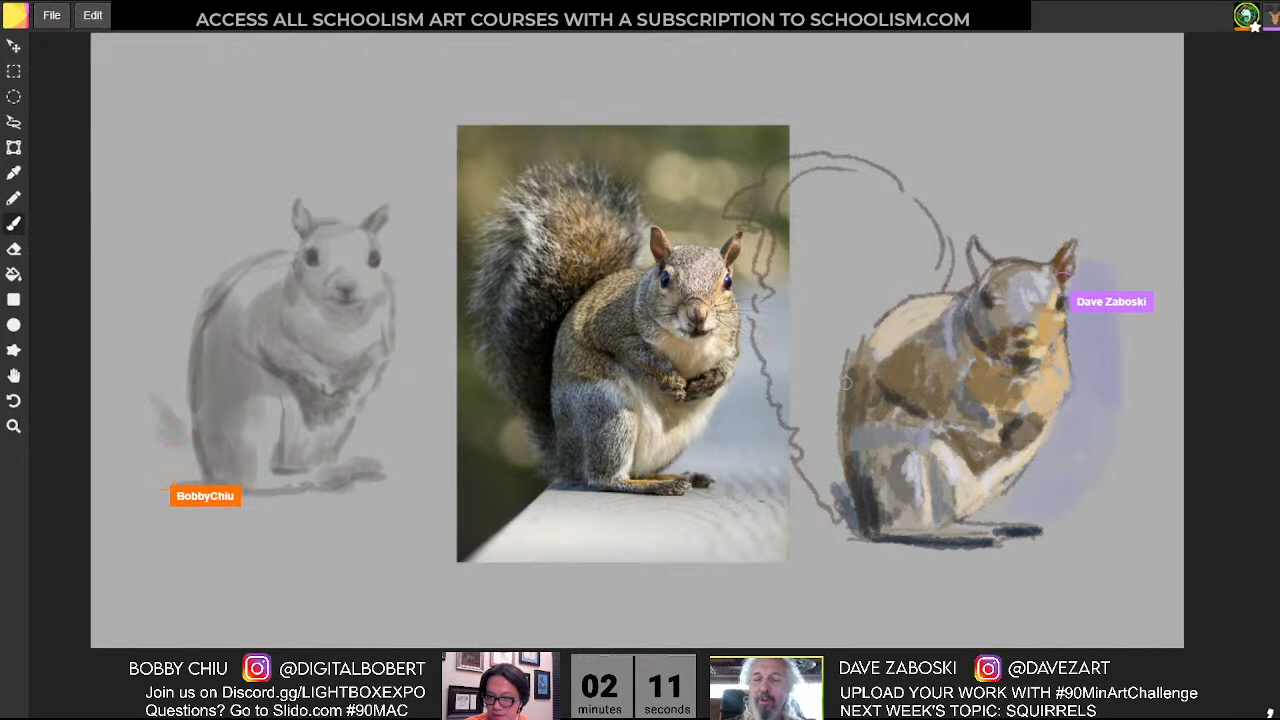 ACCESS ALL SCHOOLISM ART COURSES WITH A SUBSCRIPTION TO SCHOOLISM.COM
File Edit
Dave Zaboski
BobbyChiu
BOBBY CHIU @DIGITALBOBERT
Join us on Discord.gg/LIGHTBOXEXPO
Questions? Go to Slido.com #90MAC
02 11
minutes seconds
DAVE ZABOSKI @DAVEZART
UPLOAD YOUR WORK WITH #90MinArtChallenge
NEXT WEEK'S TOPIC: SQUIRRELS